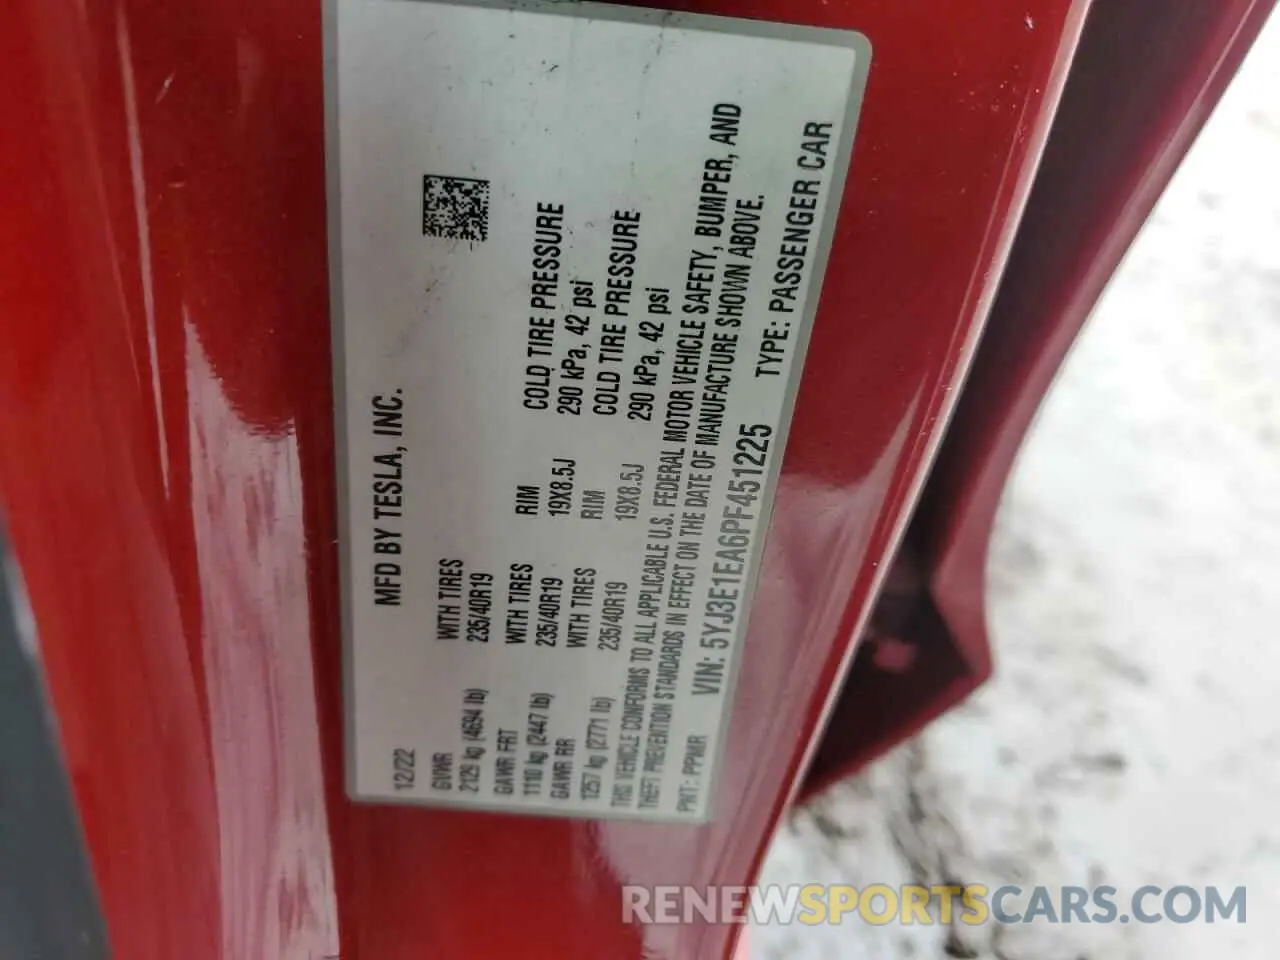 MFD BY TESLA, INC.
12/22
GVWR
2129 kg (4694 lb)
WITH TIRES
235/40R19
GAWR FRT
1110 kg (2447 lb)
WITH TIRES
235/40R19
RIM
19X8.5J
COLD TIRE PRESSURE
290 kPa, 42 psi
GAWR RR
1257 kg (2771 lb)
WITH TIRES
235/40R19
RIM
19X8.5J
COLD TIRE PRESSURE
290 kPa, 42 psi
THIS VEHICLE CONFORMS TO ALL APPLICABLE U.S. FEDERAL MOTOR VEHICLE SAFETY, BUMPER, AND
THEFT PREVENTION STANDARDS IN EFFECT ON THE DATE OF MANUFACTURE SHOWN ABOVE.
PNT: PPMR
VIN: 5YJ3E1EA6PF451225
TYPE: PASSENGER CAR
RENEWSPORTSCARS.COM